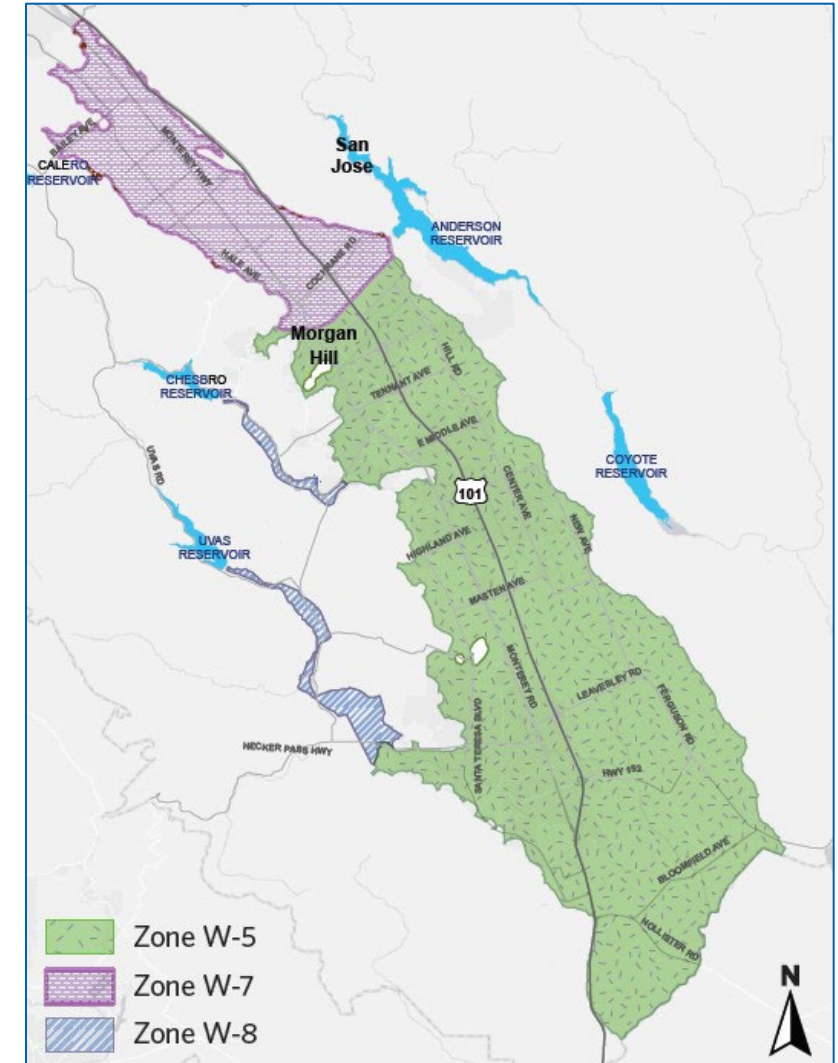 BAILEY AVE
MONTEREY HWY
CALERO
RESERVOIR
San
Jose
ANDERSON
RESERVOIR
HALE AVE
COCHRANE RD
Morgan
Hill
HILL RD
CHESBRO
RESERVOIR
TENNANT AVE
E MIDDLE AVE
UVAS RD
COYOTE
RESERVOIR
101
CENTER AVE
NEW AVE
UVAS
RESERVOIR
HIGHLAND AVE
MASTEN AVE
MONTEREY RD
LEAVESLEY RD
FERGUSON RD
SANTA TERESA BLVD
HECKER PASS HWY
HWY 152
BLOOMFIELD AVE
HOLLISTER RD
Zone W-5
Zone W-7
Zone W-8
N